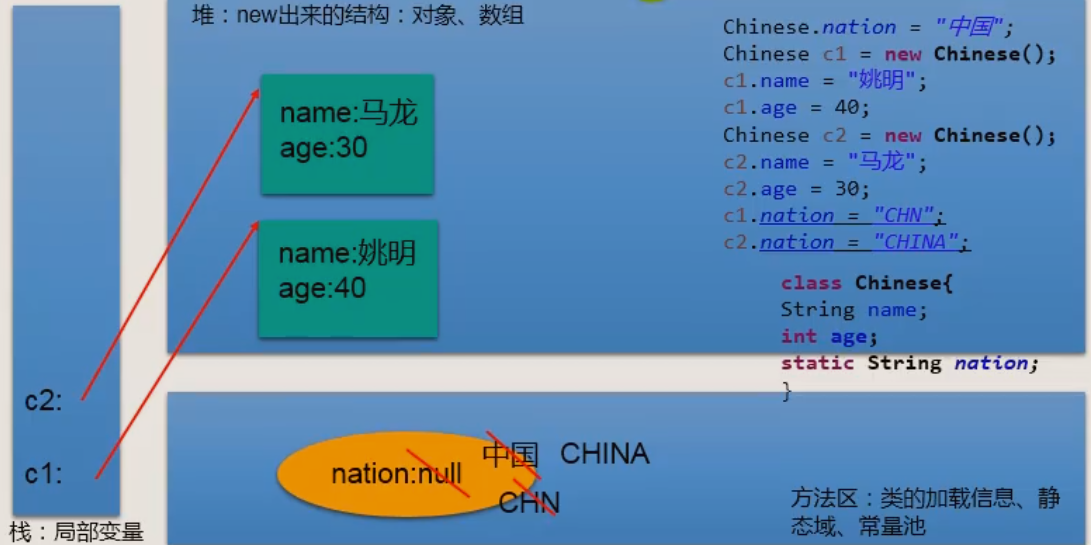 堆：new出来的结构：对象、数组
Chinese.nation = "中国";
Chinese c1 = new Chinese();
c1.name = "姚明";
c1.age = 40;
Chinese c2 = new Chinese();
c2.name = "马龙";
c2.age = 30;
c1.nation = "CHN";
c2.nation = "CHINA";
class Chinese{
String name;
int age;
static String nation;
}
name:马龙
age:30
name:姚明
age:40
c2:
c1:
栈：局部变量
nation:null
中国 CHINA
CHN
方法区：类的加载信息、静
态域、常量池